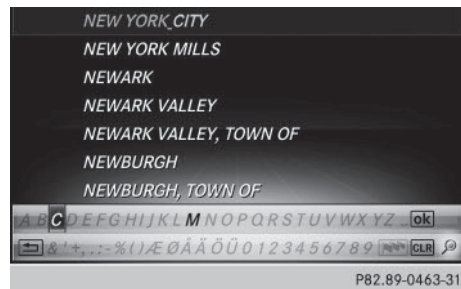 NEW YORK CITY
NEW YORK MILLS
NEWARK
NEWARK VALLEY
NEWARK VALLEY, TOWN OF
NEWBURGH
NEWBURGH, TOWN OF
A B C D E F G H I J K L M N O P Q R S T U V W X Y Z _ ok
& ' + , . : - % ( ) Æ Ø Å Ä Ö Ü 0 1 2 3 4 5 6 7 8 9 CLR
P82.89-0463-31